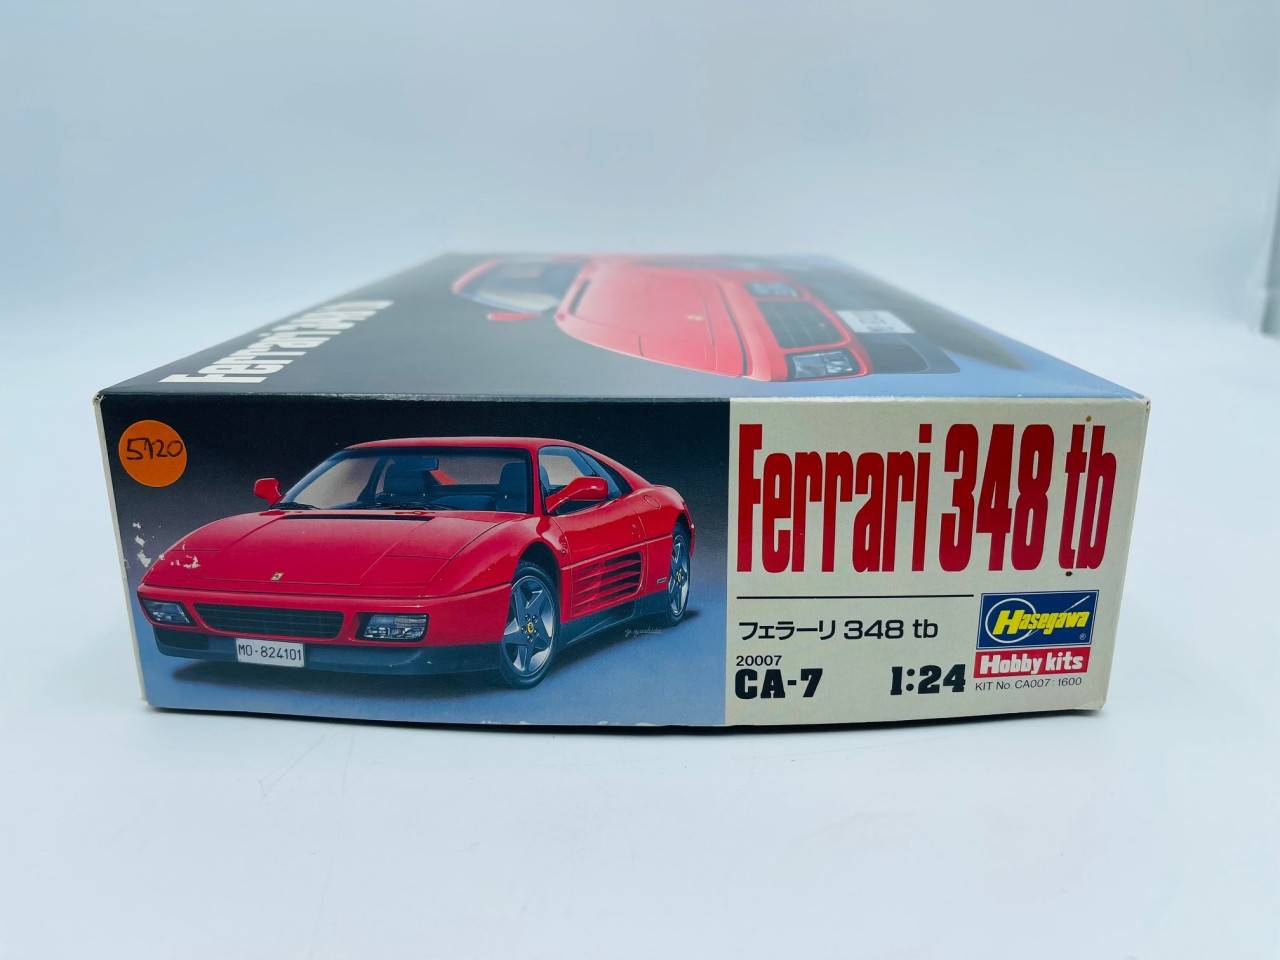 Ferrari 348 tb
5720
MO-824101
Ferrari 348 tb
フェラーリ 348 tb
20007
CA-7
1:24
Hasegawa
Hobby kits
KIT No. CA007:1600